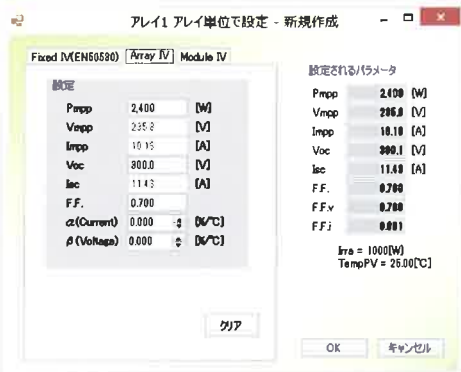 アレイ1 アレイ単位で設定 - 新規作成
Fixed IV(EN50530) Array IV Module IV
設定
Pmpp 2,400 [W]
Vmpp [V]
Impp [A]
Voc 300.0 [V]
Isc [A]
F.F. 0.700
α(Current) 0.000 [%/℃]
β(Voltage) 0.000 [%/℃]
クリア
設定されるパラメータ
Pmpp [W]
Vmpp [V]
Impp [A]
Voc [V]
Isc [A]
F.F.
F.F.v
F.F.i
Irra = 1000[W]
TempPV = 25.00[℃]
OK キャンセル